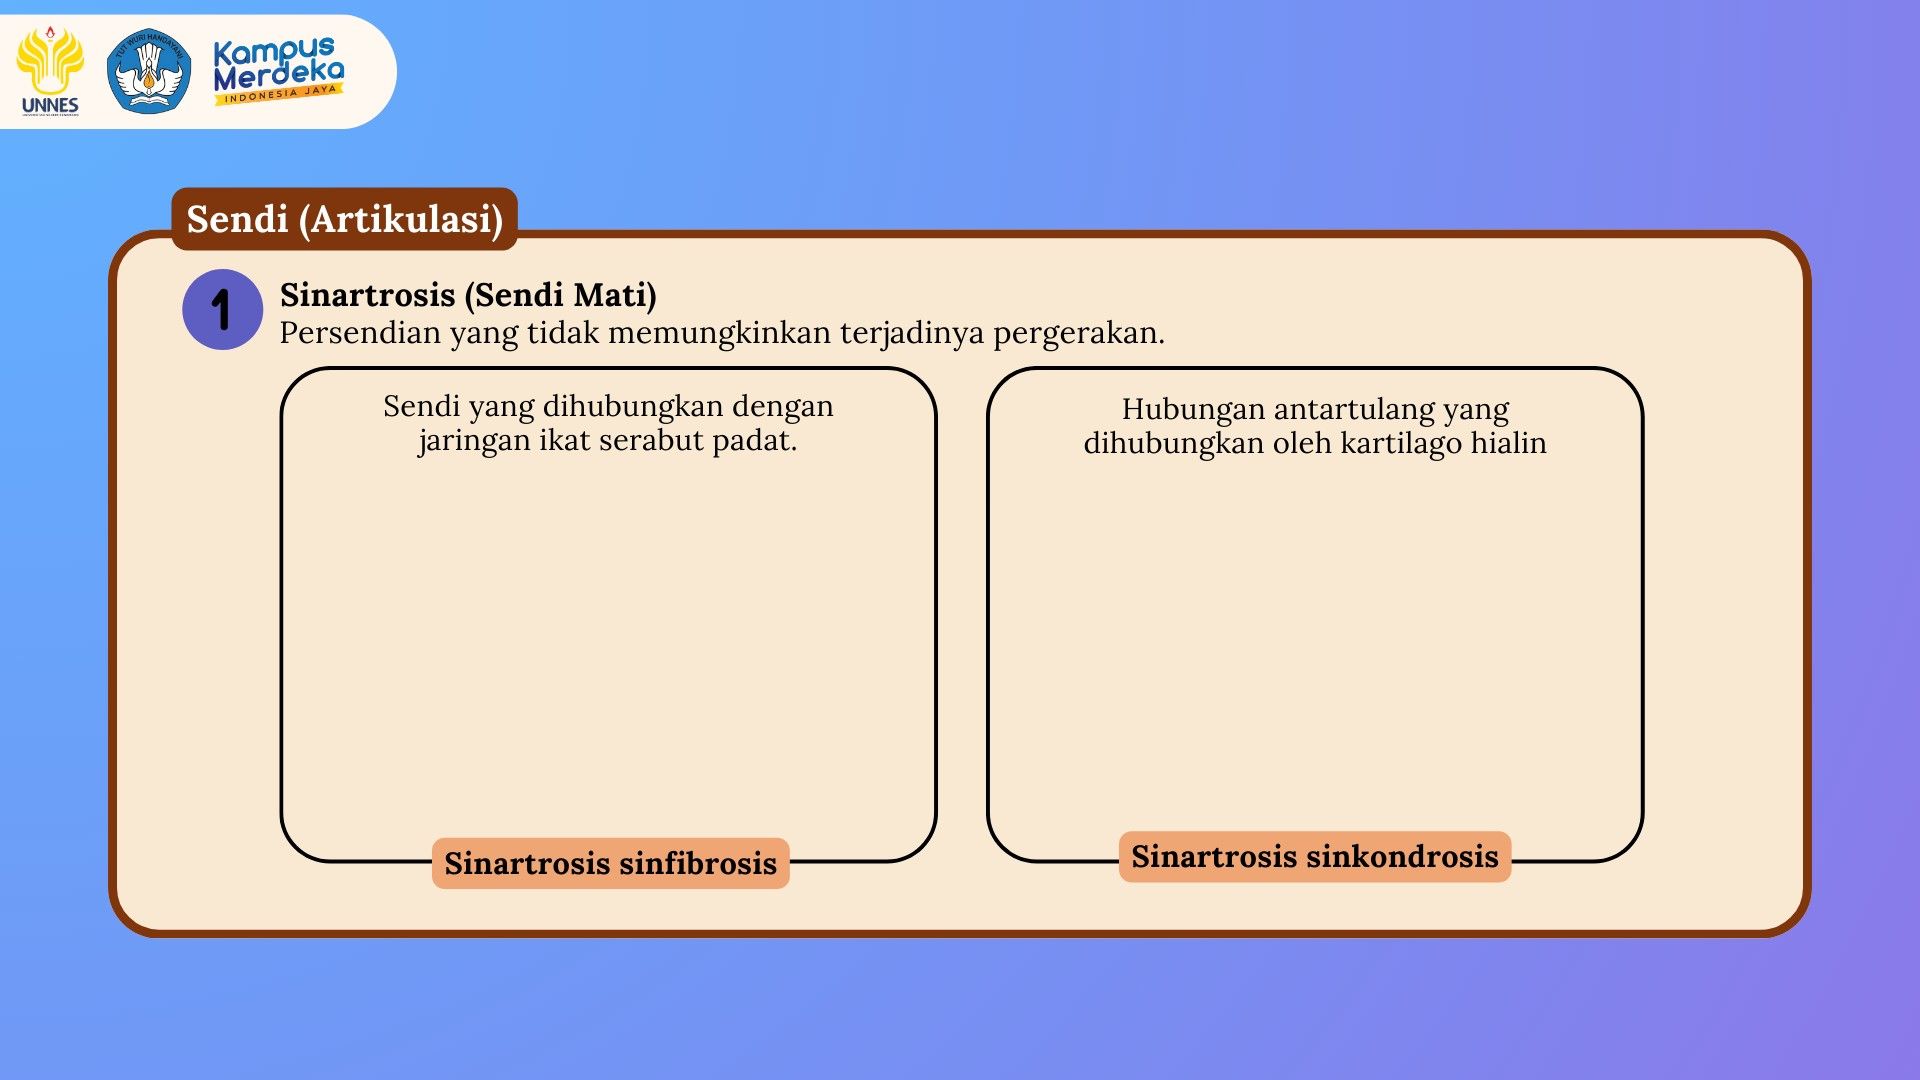 UNNES
TUT WURI HANDAYANI
Kampus
Merdeka
INDONESIA JAYA
Sendi (Artikulasi)
1
Sinartrosis (Sendi Mati)
Persendian yang tidak memungkinkan terjadinya pergerakan.
Sendi yang dihubungkan dengan
jaringan ikat serabut padat.
Sinartrosis sinfibrosis
Hubungan antartulang yang
dihubungkan oleh kartilago hialin
Sinartrosis sinkondrosis